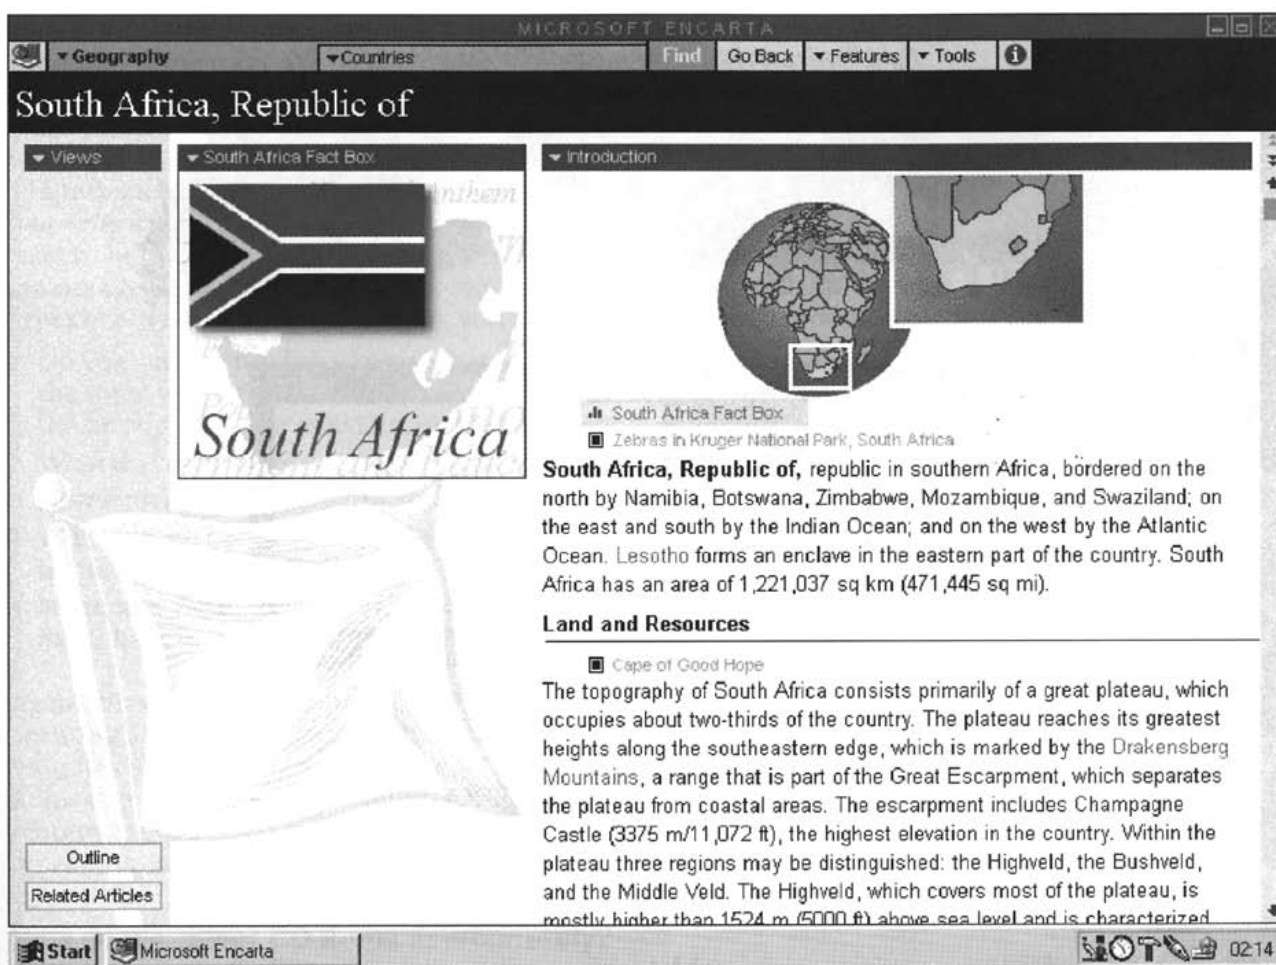 MICROSOFT ENCARTA
Geography
Countries
Find
Go Back
Features
Tools
South Africa, Republic of
Views
South Africa Fact Box
Anthem
South Africa
Introduction
South Africa Fact Box
Zebras in Kruger National Park, South Africa
South Africa, Republic of, republic in southern Africa, bordered on the
north by Namibia, Botswana, Zimbabwe, Mozambique, and Swaziland; on
the east and south by the Indian Ocean; and on the west by the Atlantic
Ocean. Lesotho forms an enclave in the eastern part of the country. South
Africa has an area of 1,221,037 sq km (471,445 sq mi).
Land and Resources
Cape of Good Hope
The topography of South Africa consists primarily of a great plateau, which
occupies about two-thirds of the country. The plateau reaches its greatest
heights along the southeastern edge, which is marked by the Drakensberg
Mountains, a range that is part of the Great Escarpment, which separates
the plateau from coastal areas. The escarpment includes Champagne
Castle (3375 m/11,072 ft), the highest elevation in the country. Within the
plateau three regions may be distinguished: the Highveld, the Bushveld,
and the Middle Veld. The Highveld, which covers most of the plateau, is
mostly higher than 1524 m (5000 ft) above sea level and is characterized
Outline
Related Articles
Start
Microsoft Encarta
02:14